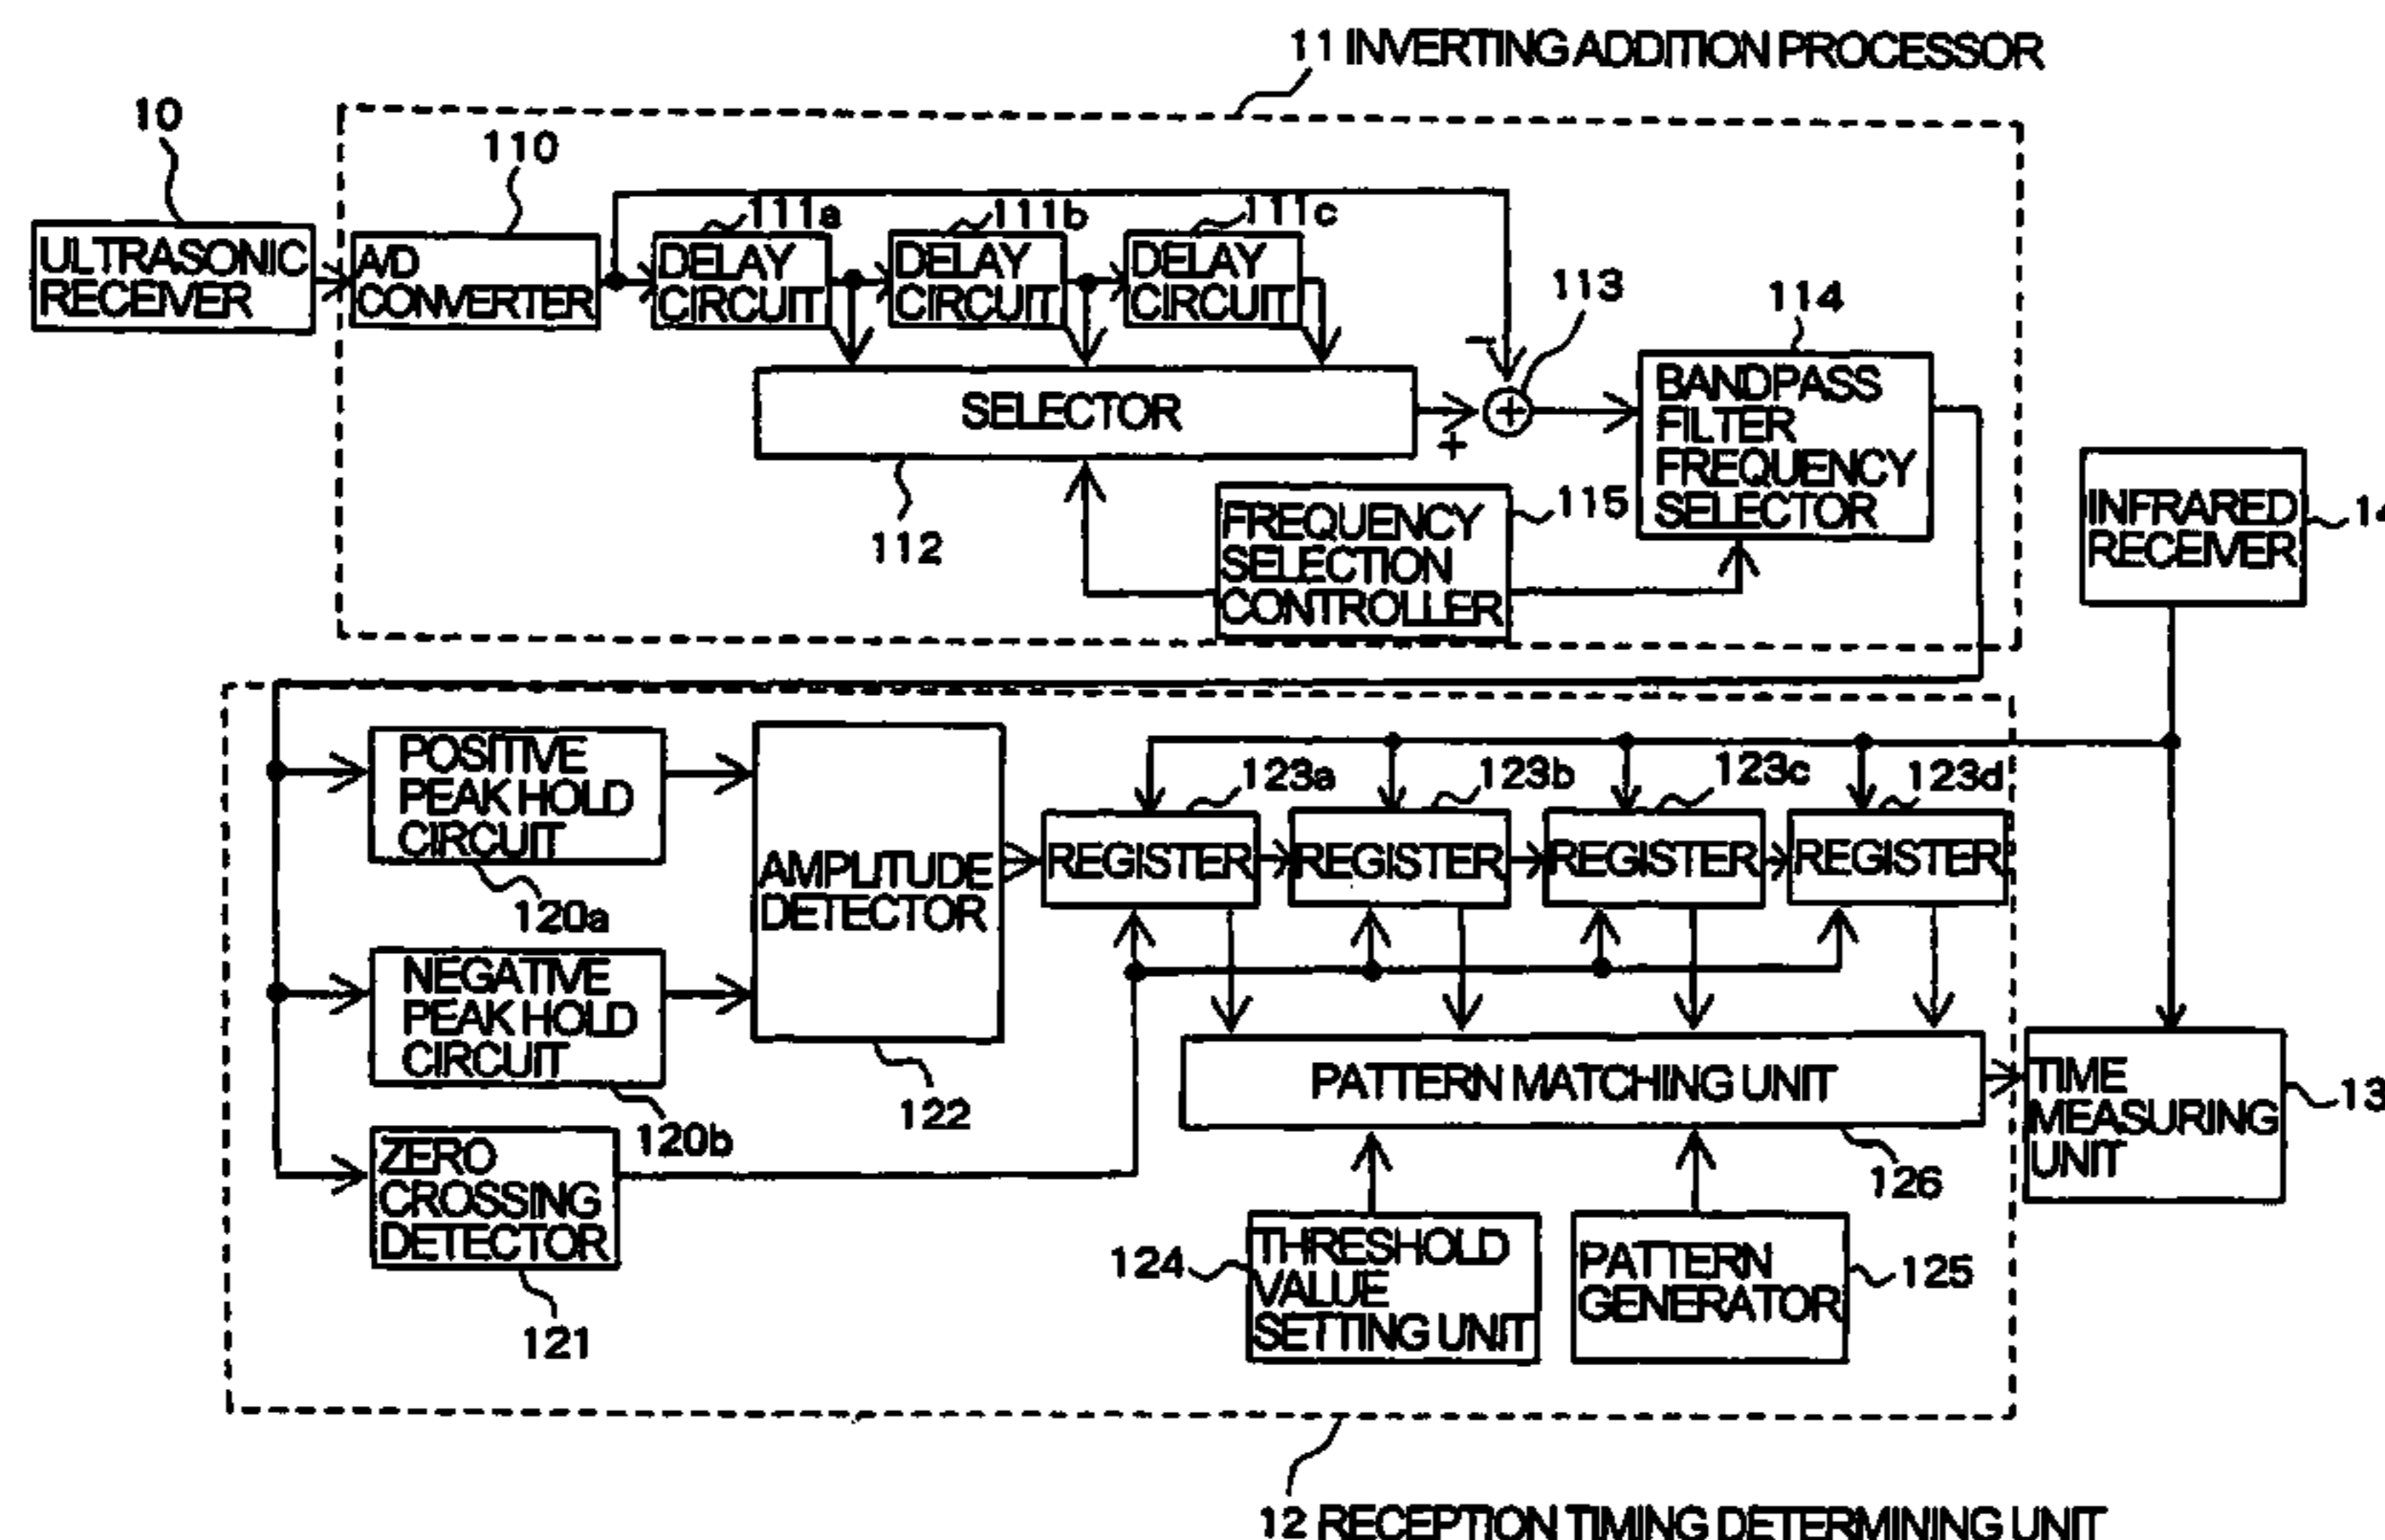 11 INVERTING ADDITION PROCESSOR
10
110
111a
111b
111c
ULTRASONIC
RECEIVER
A/D
CONVERTER
DELAY
CIRCUIT
DELAY
CIRCUIT
DELAY
CIRCUIT
113
114
−
+
+
SELECTOR
112
BANDPASS
FILTER
FREQUENCY
SELECTOR
FREQUENCY
SELECTION
CONTROLLER
115
INFRARED
RECEIVER
14
POSITIVE
PEAK HOLD
CIRCUIT
120a
NEGATIVE
PEAK HOLD
CIRCUIT
120b
ZERO
CROSSING
DETECTOR
121
AMPLITUDE
DETECTOR
122
123a
123b
123c
123d
REGISTER
REGISTER
REGISTER
REGISTER
PATTERN MATCHING UNIT
126
TIME
MEASURING
UNIT
13
124
THRESHOLD
VALUE
SETTING UNIT
PATTERN
GENERATOR
125
12 RECEPTION TIMING DETERMINING UNIT